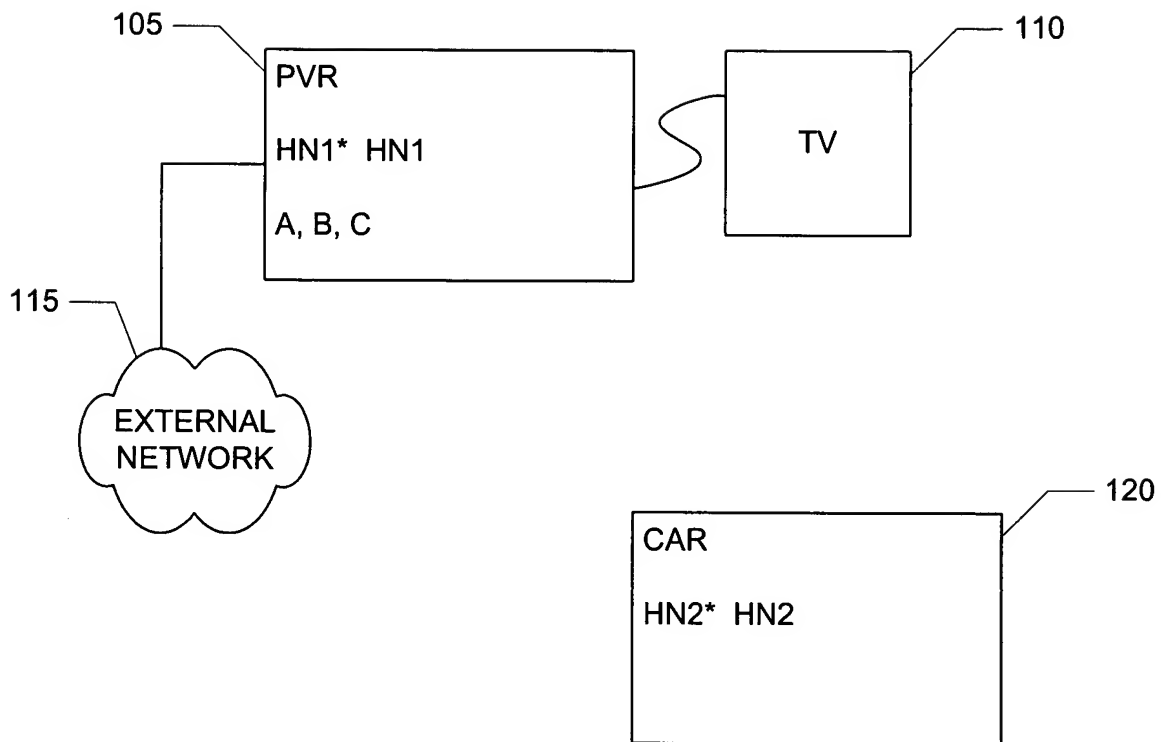 105
PVR
HN1* HN1
A, B, C
TV
110
115
EXTERNAL
NETWORK
120
CAR
HN2* HN2